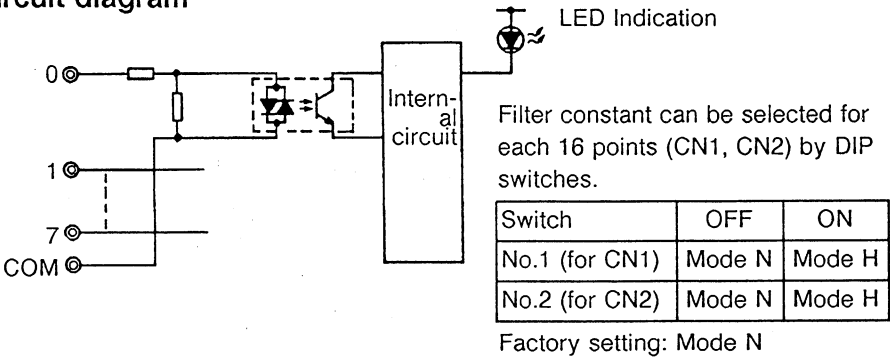 rcuit diagram
LED Indication
0
Intern-
al
circuit
1
7
COM
Filter constant can be selected for
each 16 points (CN1, CN2) by DIP
switches.
Switch OFF ON
No.1 (for CN1) Mode N Mode H
No.2 (for CN2) Mode N Mode H
Factory setting: Mode N